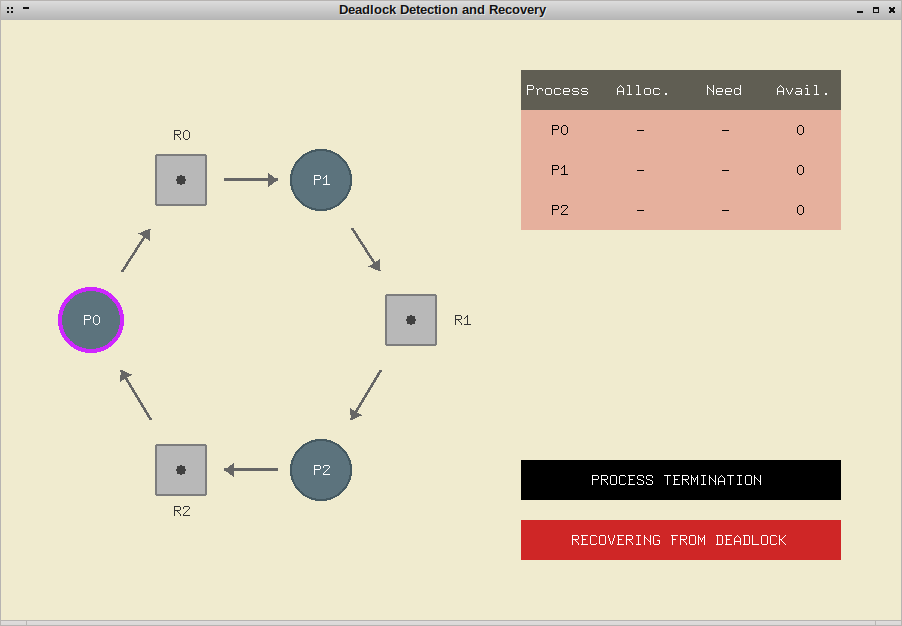 Deadlock Detection and Recovery
Process Alloc. Need Avail.
P0 - - 0
P1 - - 0
P2 - - 0
R0
P1
P0
R1
P2
R2
PROCESS TERMINATION
RECOVERING FROM DEADLOCK